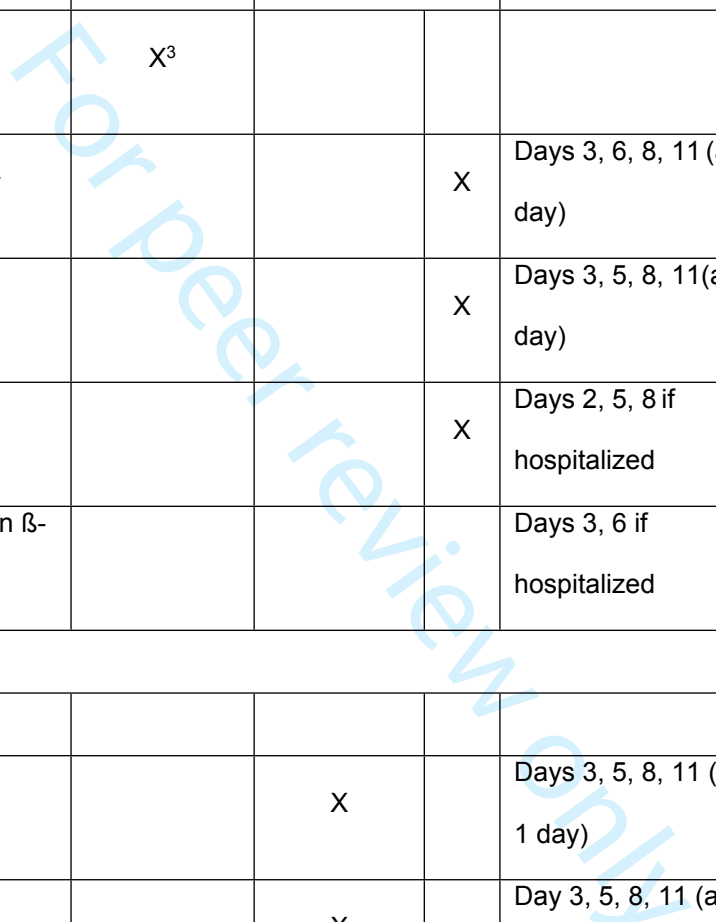 X³
X
Days 3, 6, 8, 11 (
day)
X
Days 3, 5, 8, 11(a
day)
X
Days 2, 5, 8 if
hospitalized
n ß-
Days 3, 6 if
hospitalized
X
Days 3, 5, 8, 11 (
1 day)
X
Day 3, 5, 8, 11 (a
For peer review only